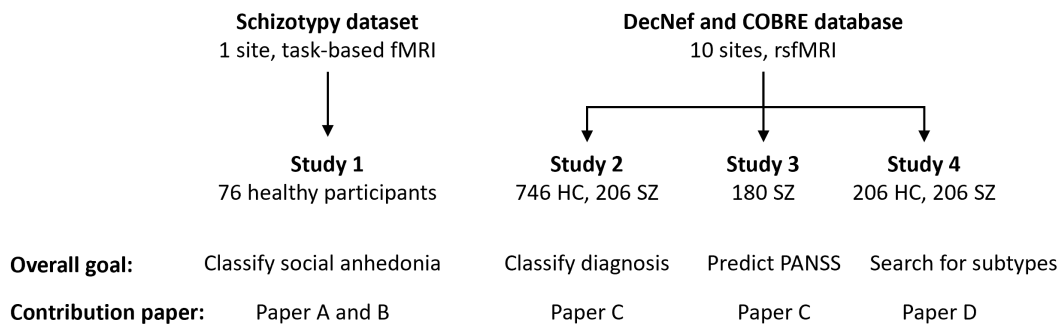 Schizotypy dataset
1 site, task-based fMRI
DecNef and COBRE database
10 sites, rsfMRI
Study 1
76 healthy participants
Study 2
746 HC, 206 SZ
Study 3
180 SZ
Study 4
206 HC, 206 SZ
Overall goal: Classify social anhedonia Classify diagnosis Predict PANSS Search for subtypes
Contribution paper: Paper A and B Paper C Paper C Paper D